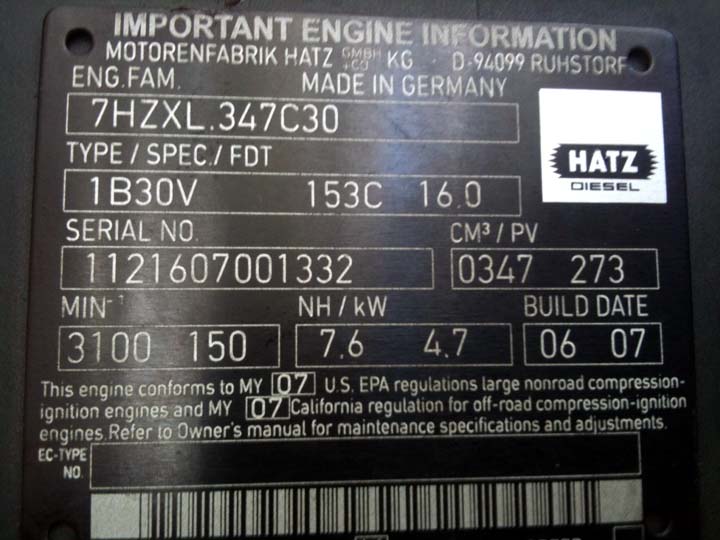 IMPORTANT ENGINE INFORMATION
MOTORENFABRIK HATZ GMBH +CO KG D-94099 RUHSTORF
ENG.FAM. MADE IN GERMANY
7HZXL.347C30
HATZ
DIESEL
TYPE / SPEC./ FDT
1B30V 153C 16.0
SERIAL NO. CM³ / PV
1121607001332 0347 273
MIN-¹ NH / kW BUILD DATE
3100 150 7.6 4.7 06 07
This engine conforms to MY 07 U.S. EPA regulations large nonroad compression-
ignition engines and MY 07 California regulation for off-road compression-ignition
engines.Refer to Owner's manual for maintenance specifications and adjustments.
EC-TYPE
NO.